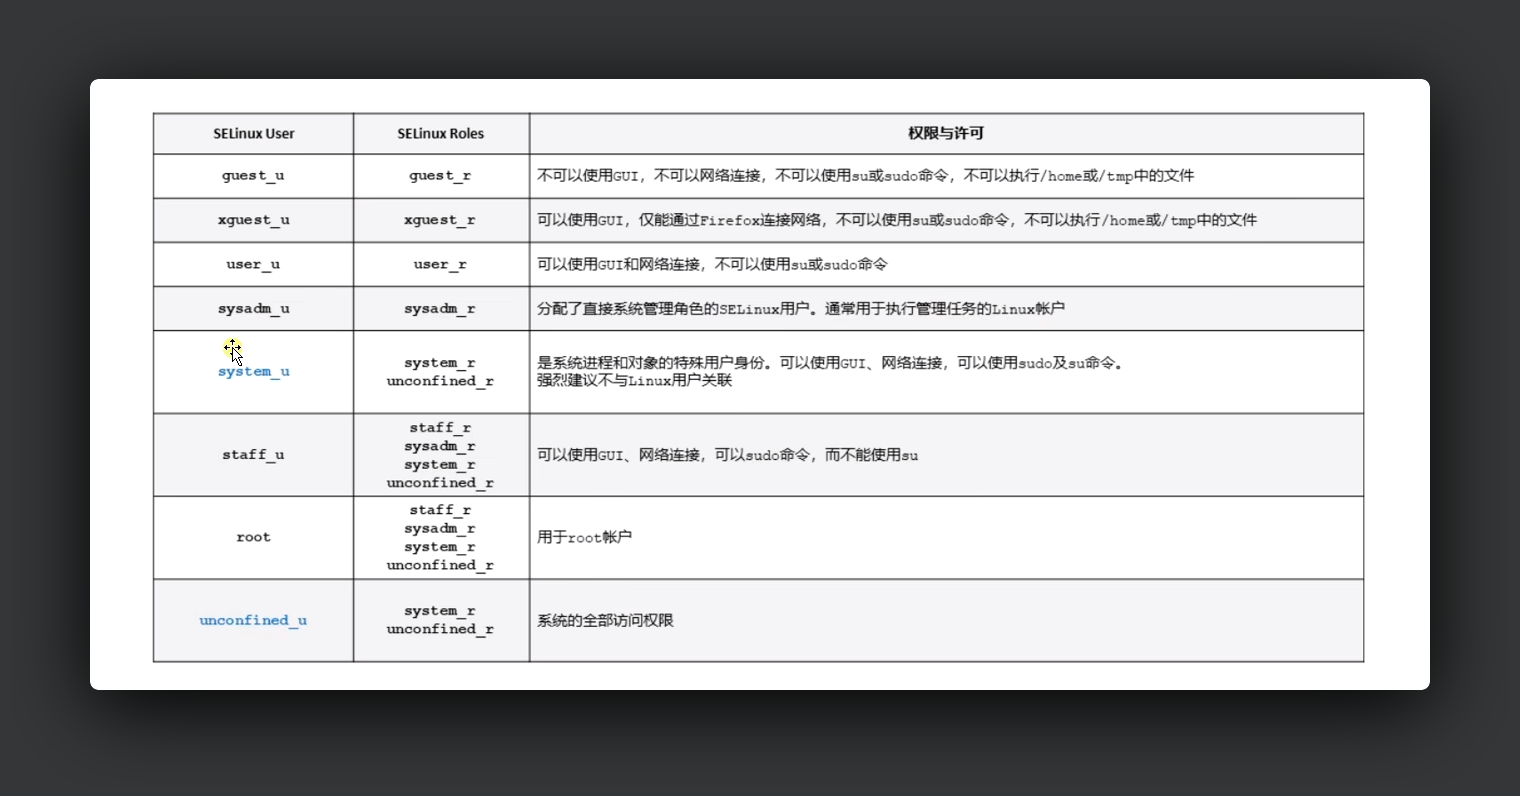 SELinux User SELinux Roles 权限与许可
guest_u guest_r 不可以使用GUI，不可以网络连接，不可以使用su或sudo命令，不可以执行/home或/tmp中的文件
xguest_u xguest_r 可以使用GUI，仅能通过Firefox连接网络，不可以使用su或sudo命令，不可以执行/home或/tmp中的文件
user_u user_r 可以使用GUI和网络连接，不可以使用su或sudo命令
sysadm_u sysadm_r 分配了直接系统管理角色的SELinux用户。通常用于执行管理任务的Linux帐户
system_u
system_r
unconfined_r
是系统进程和对象的特殊用户身份。可以使用GUI、网络连接，可以使用sudo及su命令。
强烈建议不与Linux用户关联
staff_u
staff_r
sysadm_r
system_r
unconfined_r
可以使用GUI、网络连接，可以sudo命令，而不能使用su
root
staff_r
sysadm_r
system_r
unconfined_r
用于root帐户
unconfined_u
system_r
unconfined_r
系统的全部访问权限